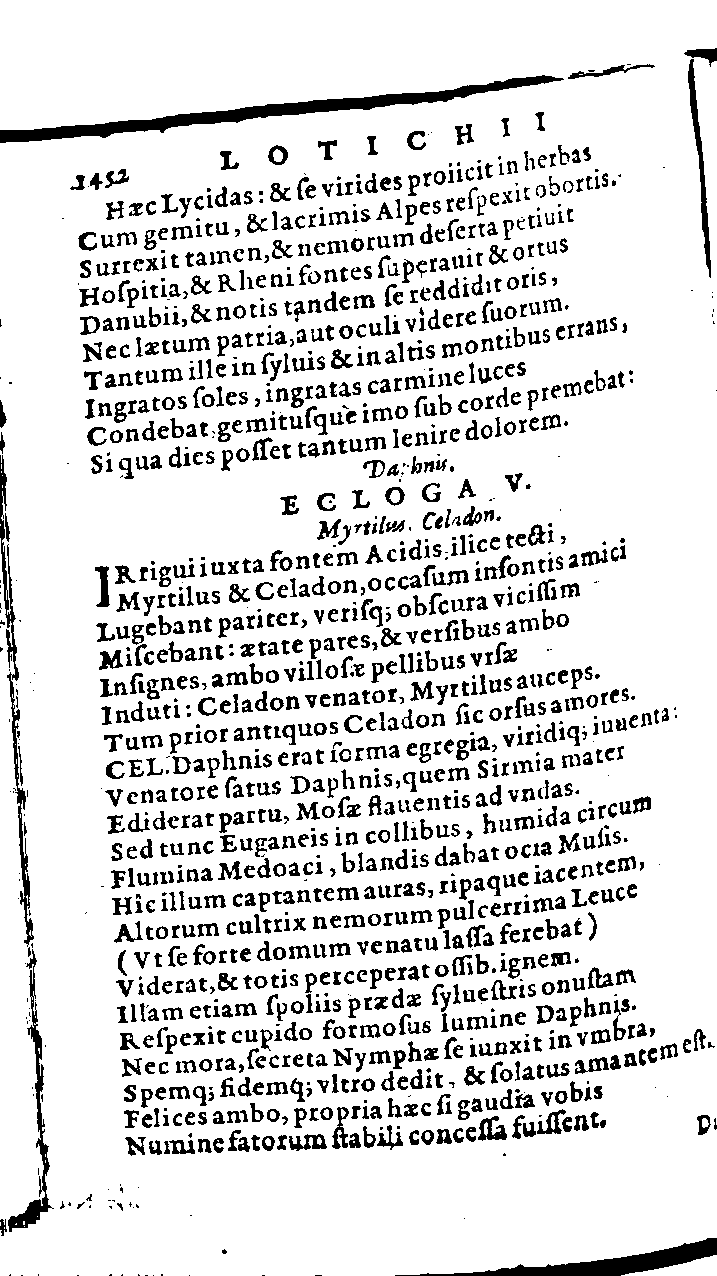 1452 LOTICHII
Hæc Lycidas: & ſe virides proiicit in herbas
Cum gemitu, & lacrimis Alpes reſpexit obortis.
Surrexit tamen, & nemorum deſerta petiuit
Hoſpitia, & Rheni fontes ſuperauit & ortus
Danubii, & notis tandem ſe reddidit oris,
Nec lætum patria, aut oculi videre ſuorum.
Tantum ille in ſyluis & in altis montibus errans,
Ingratos ſoles, ingratas carmine luces
Condebat, gemituſque imo ſub corde premebat:
Si qua dies poſſet tantum lenire dolorem.
Daphnis.
ECLOGA V.
Myrtilus. Celadon.
IRrigui iuxta fontem Acidis, ilice tecti,
Myrtilus & Celadon, occaſum inſontis amici
Lugebant pariter, verſiſq; obſcura viciſſim
Miſcebant: ætate pares, & verſibus ambo
Inſignes, ambo villoſæ pellibus vrſæ
Induti: Celadon venator, Myrtilus auceps.
Tum prior antiquos Celadon ſic orſus amores.
CEL. Daphnis erat forma egregia, viridiq; iuuenta:
Venatore ſatus Daphnis, quem Sirmia mater
Ediderat partu, Moſæ flauentis ad vndas.
Sed tunc Euganeis in collibus, humida circum
Flumina Medoaci, blandis dabat ocia Muſis.
Hic illum captantem auras, ripaque iacentem,
Altorum cultrix nemorum pulcerrima Leuce
(Vt ſe forte domum venatu laſſa ferebat)
Viderat, & totis perceperat oſſib. ignem.
Illam etiam ſpoliis prædæ ſylueſtris onuſtam
Reſpexit cupido formoſus lumine Daphnis.
Nec mora, ſecreta Nymphæ ſe iunxit in vmbra,
Spemq; fidemq; vltro dedit, & ſolatus amantem eſt.
Felices ambo, propria hæc ſi gaudia vobis
Numine fatorum ſtabili conceſſa fuiſſent.